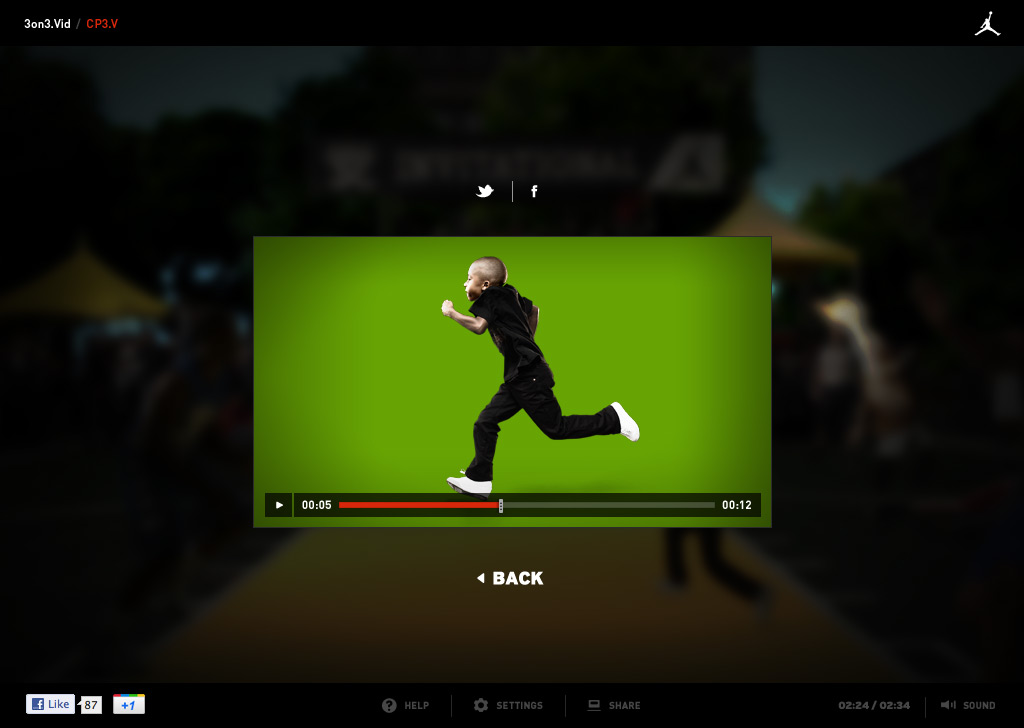 3on3.Vid / CP3.V
INVITATIONAL
f
00:05 00:12
BACK
f Like 87 +1 HELP SETTINGS SHARE 02:24 / 02:34 SOUND